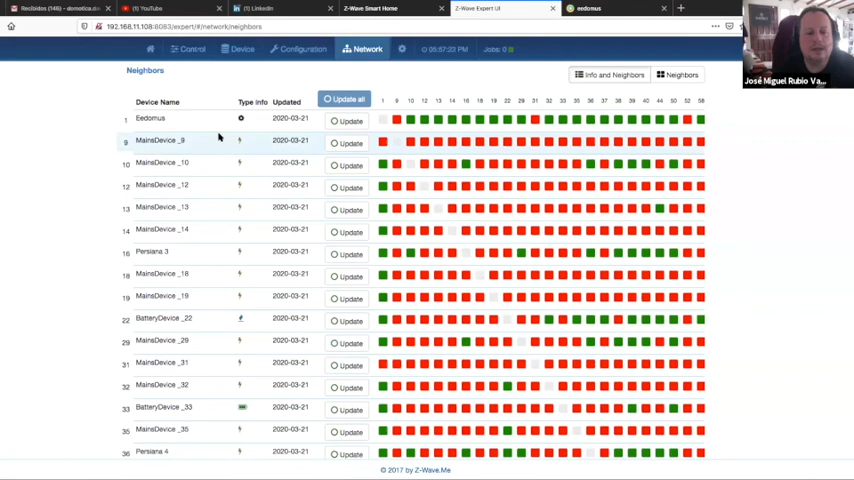 Recibidos (146) - domotica.d
YouTube
LinkedIn
Z-Wave Smart Home
Z-Wave Expert UI
eedomus
192.168.11.108:8083/expert/#/network/neighbors
Control Device Configuration Network 05:57:23 PM Jobs: 0
José Miguel Rubio Va...
Neighbors
Info and Neighbors Neighbors
Device Name Type info Updated Update all 1 9 10 12 13 14 16 18 19 22 29 31 32 33 35 36 38 39 44 50 52 58
1 Eedomus 2020-03-21 Update
9 MainsDevice _9 2020-03-21 Update
10 MainsDevice _10 2020-03-21 Update
12 MainsDevice _12 2020-03-21 Update
13 MainsDevice _13 2020-03-21 Update
14 MainsDevice _14 2020-03-21 Update
16 Persiana 3 2020-03-21 Update
18 MainsDevice _18 2020-03-21 Update
19 MainsDevice _19 2020-03-21 Update
22 BatteryDevice _22 2020-03-21 Update
29 MainsDevice _29 2020-03-21 Update
31 MainsDevice _31 2020-03-21 Update
32 MainsDevice _32 2020-03-21 Update
33 BatteryDevice _33 2020-03-21 Update
35 MainsDevice _35 2020-03-21 Update
36 Persiana 4 2020-03-21 Update
© 2017 by Z-Wave.Me